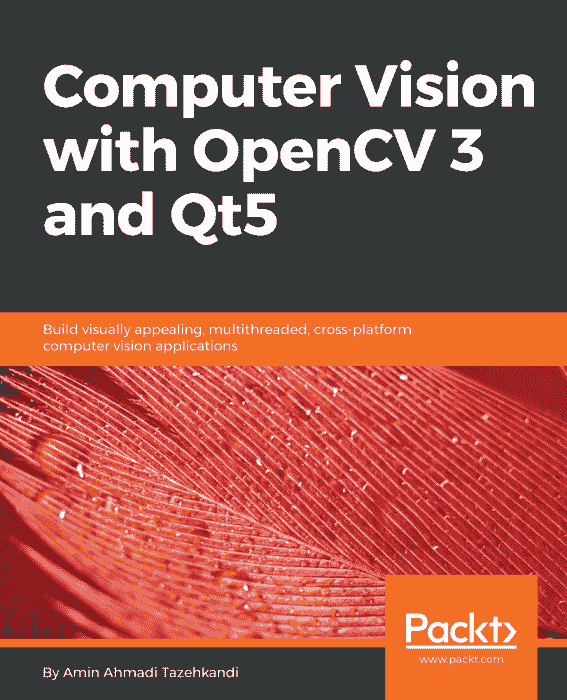 Computer Vision
with OpenCV 3
and Qt5
Build visually appealing, multithreaded, cross-platform
computer vision applications
Packt>
www.packt.com
By Amin Ahmadi Tazehkandi